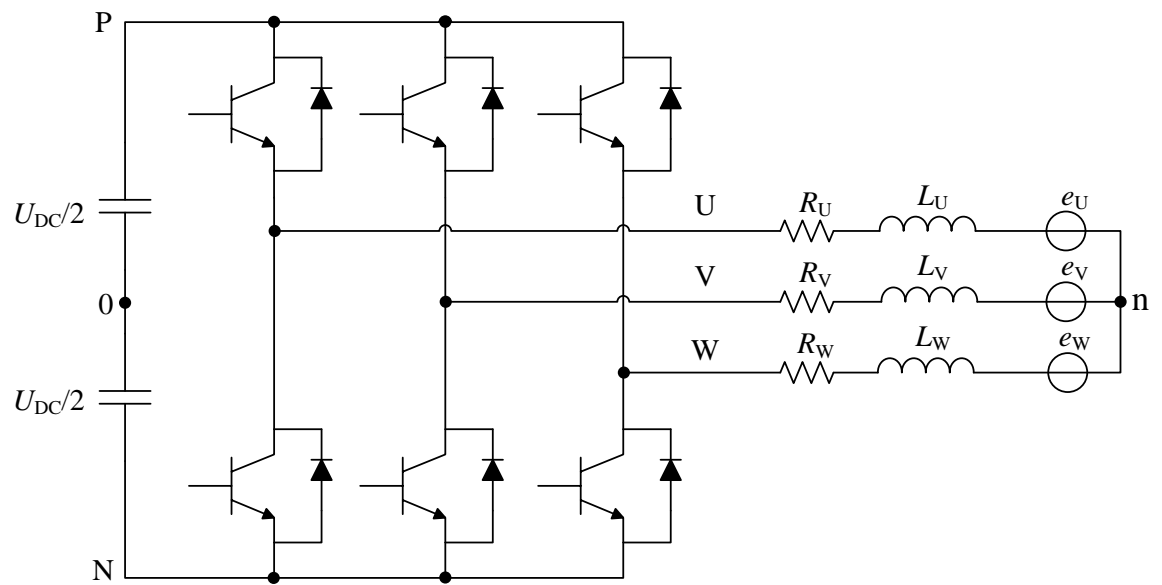 P
U_DC/2
0
U_DC/2
N
U
R_U
L_U
e_U
V
R_V
L_V
e_V
n
W
R_W
L_W
e_W